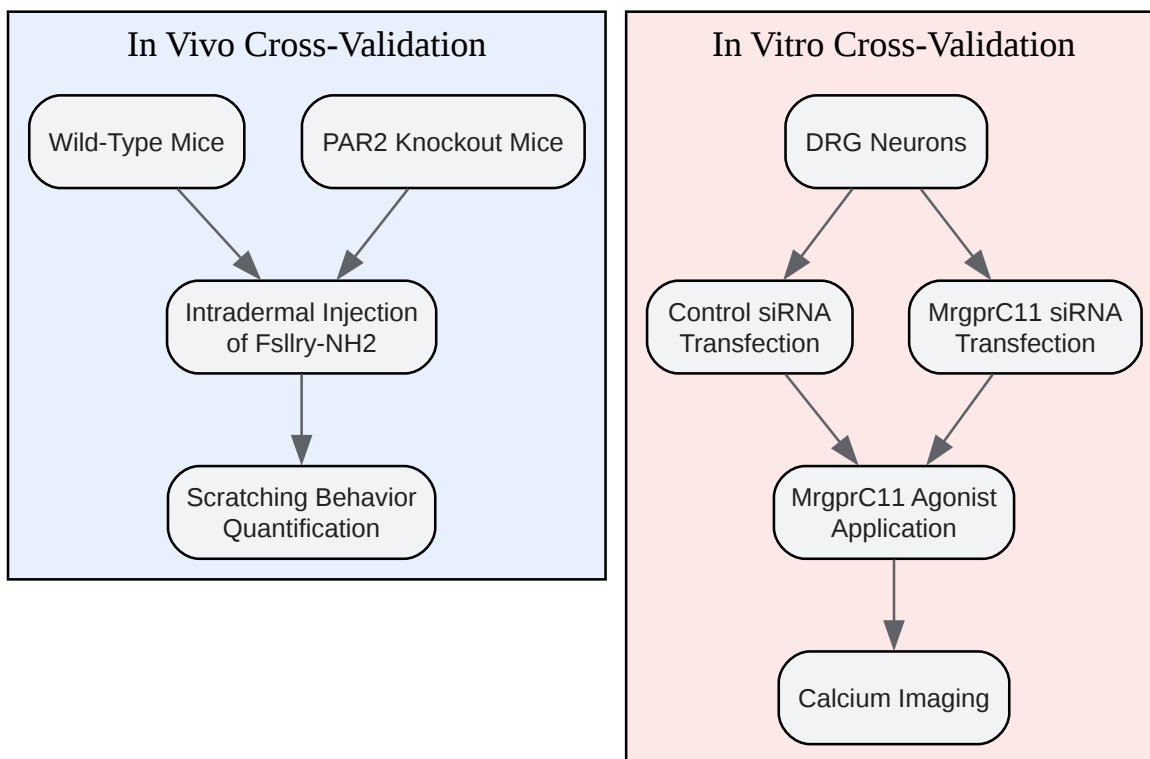 In Vivo Cross-Validation
Wild-Type Mice
PAR2 Knockout Mice
Intradermal Injection
of Fsllry-NH2
Scratching Behavior
Quantification
In Vitro Cross-Validation
DRG Neurons
Control siRNA
Transfection
MrgprC11 siRNA
Transfection
MrgprC11 Agonist
Application
Calcium Imaging